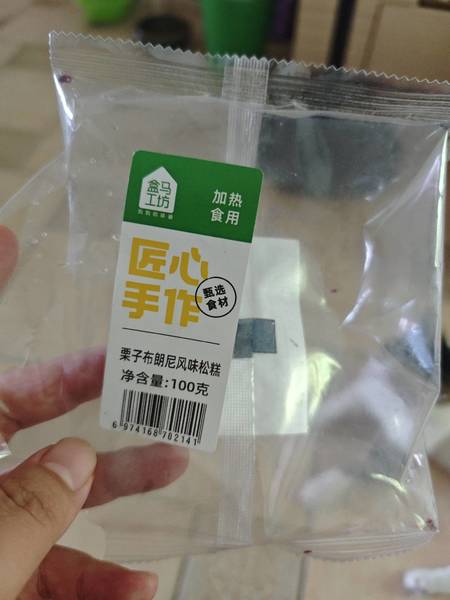 盒马
工坊
加热
食用
匠心
手作
甄选
食材
栗子布朗尼风味松糕
净含量:100克
6 974168 702141